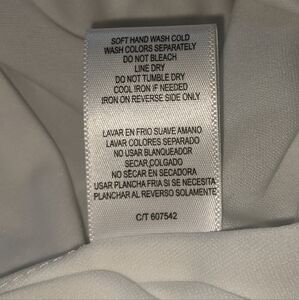 SOFT HAND WASH COLD
WASH COLORS SEPARATELY
DO NOT BLEACH
LINE DRY
DO NOT TUMBLE DRY
COOL IRON IF NEEDED
IRON ON REVERSE SIDE ONLY
LAVAR EN FRIO SUAVE AMANO
LAVAR COLORES SEPARADO
NO USAR BLANQUEADOR
SECAR COLGADO
NO SECAR EN SECADORA
USAR PLANCHA FRIA SI SE NECESITA
PLANCHAR AL REVERSO SOLAMENTE
C/T 607542